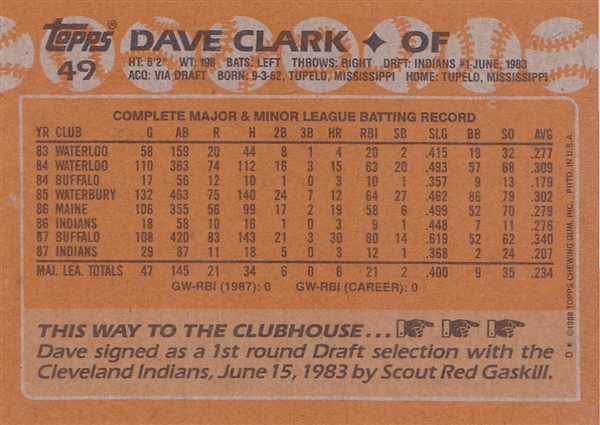 Topps DAVE CLARK ♦ OF
49 HT: 6'2" WT: 198 BATS: LEFT THROWS: RIGHT DRFT: INDIANS #1-JUNE, 1983
ACQ: VIA DRAFT BORN: 9-3-62, TUPELO, MISSISSIPPI HOME: TUPELO, MISSISSIPPI
COMPLETE MAJOR & MINOR LEAGUE BATTING RECORD
YR CLUB G AB R H 2B 3B HR RBI SB SLG BB SO AVG
83 WATERLOO 58 159 20 44 8 1 4 20 2 .415 19 32 .277
84 WATERLOO 110 363 74 112 16 3 15 63 20 .493 57 68 .309
84 BUFFALO 17 56 12 10 1 0 3 10 1 .357 9 13 .179
85 WATERBURY 132 463 75 140 24 7 12 64 27 .462 86 79 .302
86 MAINE 106 355 56 99 17 2 19 58 6 .499 52 70 .279
86 INDIANS 18 58 10 16 1 0 3 9 1 .448 7 11 .276
87 BUFFALO 108 420 83 143 21 3 30 80 14 .619 52 62 .340
87 INDIANS 29 87 11 18 5 0 3 12 1 .368 2 24 .207
MAJ. LEA. TOTALS 47 145 21 34 6 0 6 21 2 .400 9 35 .234
GW-RBI (1987): 0 GW-RBI (CAREER): 0
THIS WAY TO THE CLUBHOUSE...
Dave signed as a 1st round Draft selection with the
Cleveland Indians, June 15, 1983 by Scout Red Gaskill.
D* ©1988 TOPPS CHEWING GUM, INC. PRTD. IN U.S.A.